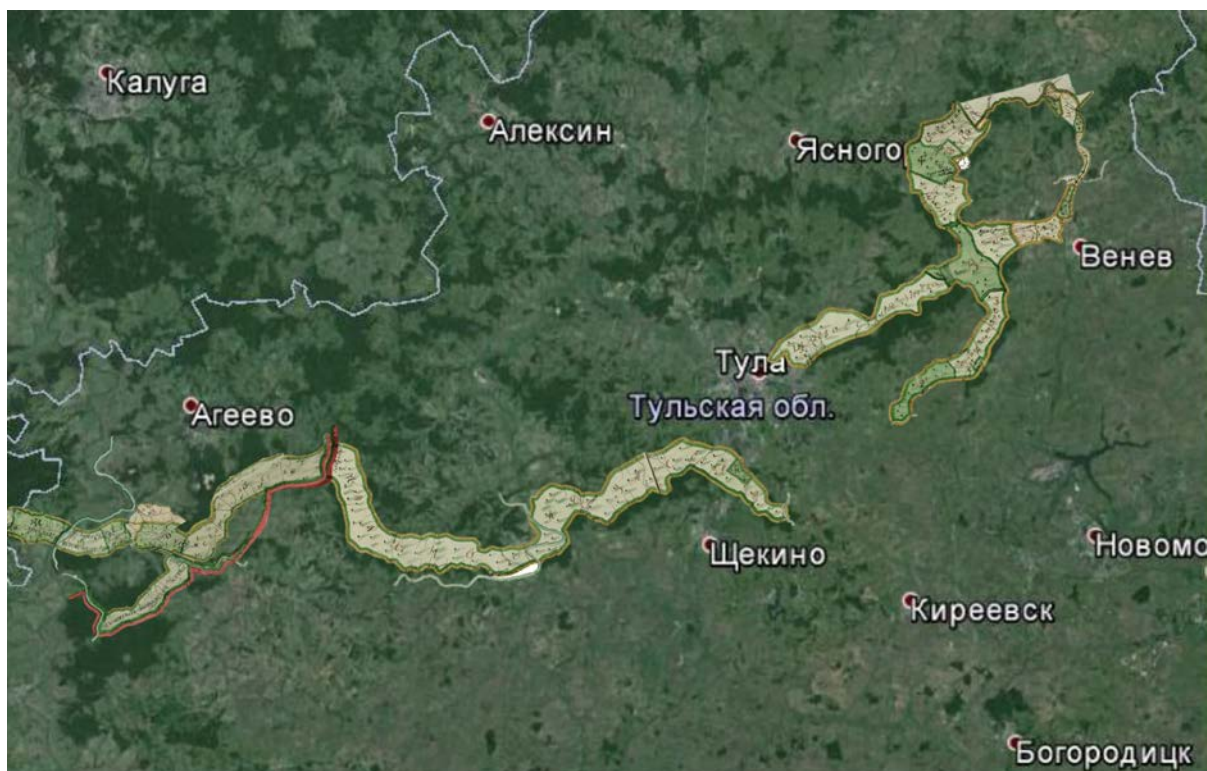 Калуга
Алексин
Ясного
Венев
Тула
Тульская обл.
Агеево
Щекино
Новомо
Киреевск
Богородицк